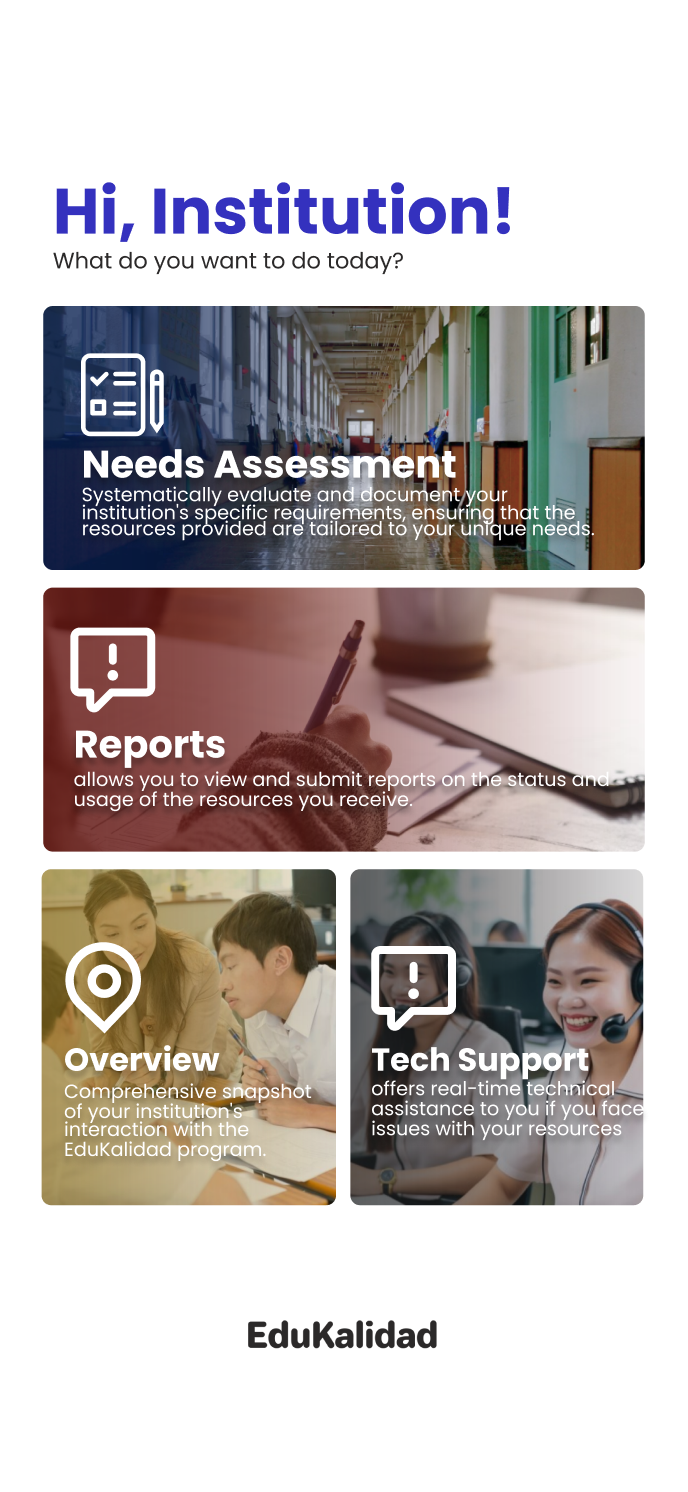 Hi, Institution!
What do you want to do today?
Needs Assessment
Systematically evaluate and document your
institution's specific requirements, ensuring that the
resources provided are tailored to your unique needs.
Reports
allows you to view and submit reports on the status and
usage of the resources you receive.
Overview
Comprehensive snapshot
of your institution's
interaction with the
EduKalidad program.
Tech Support
offers real-time technical
assistance to you if you face
issues with your resources
EduKalidad